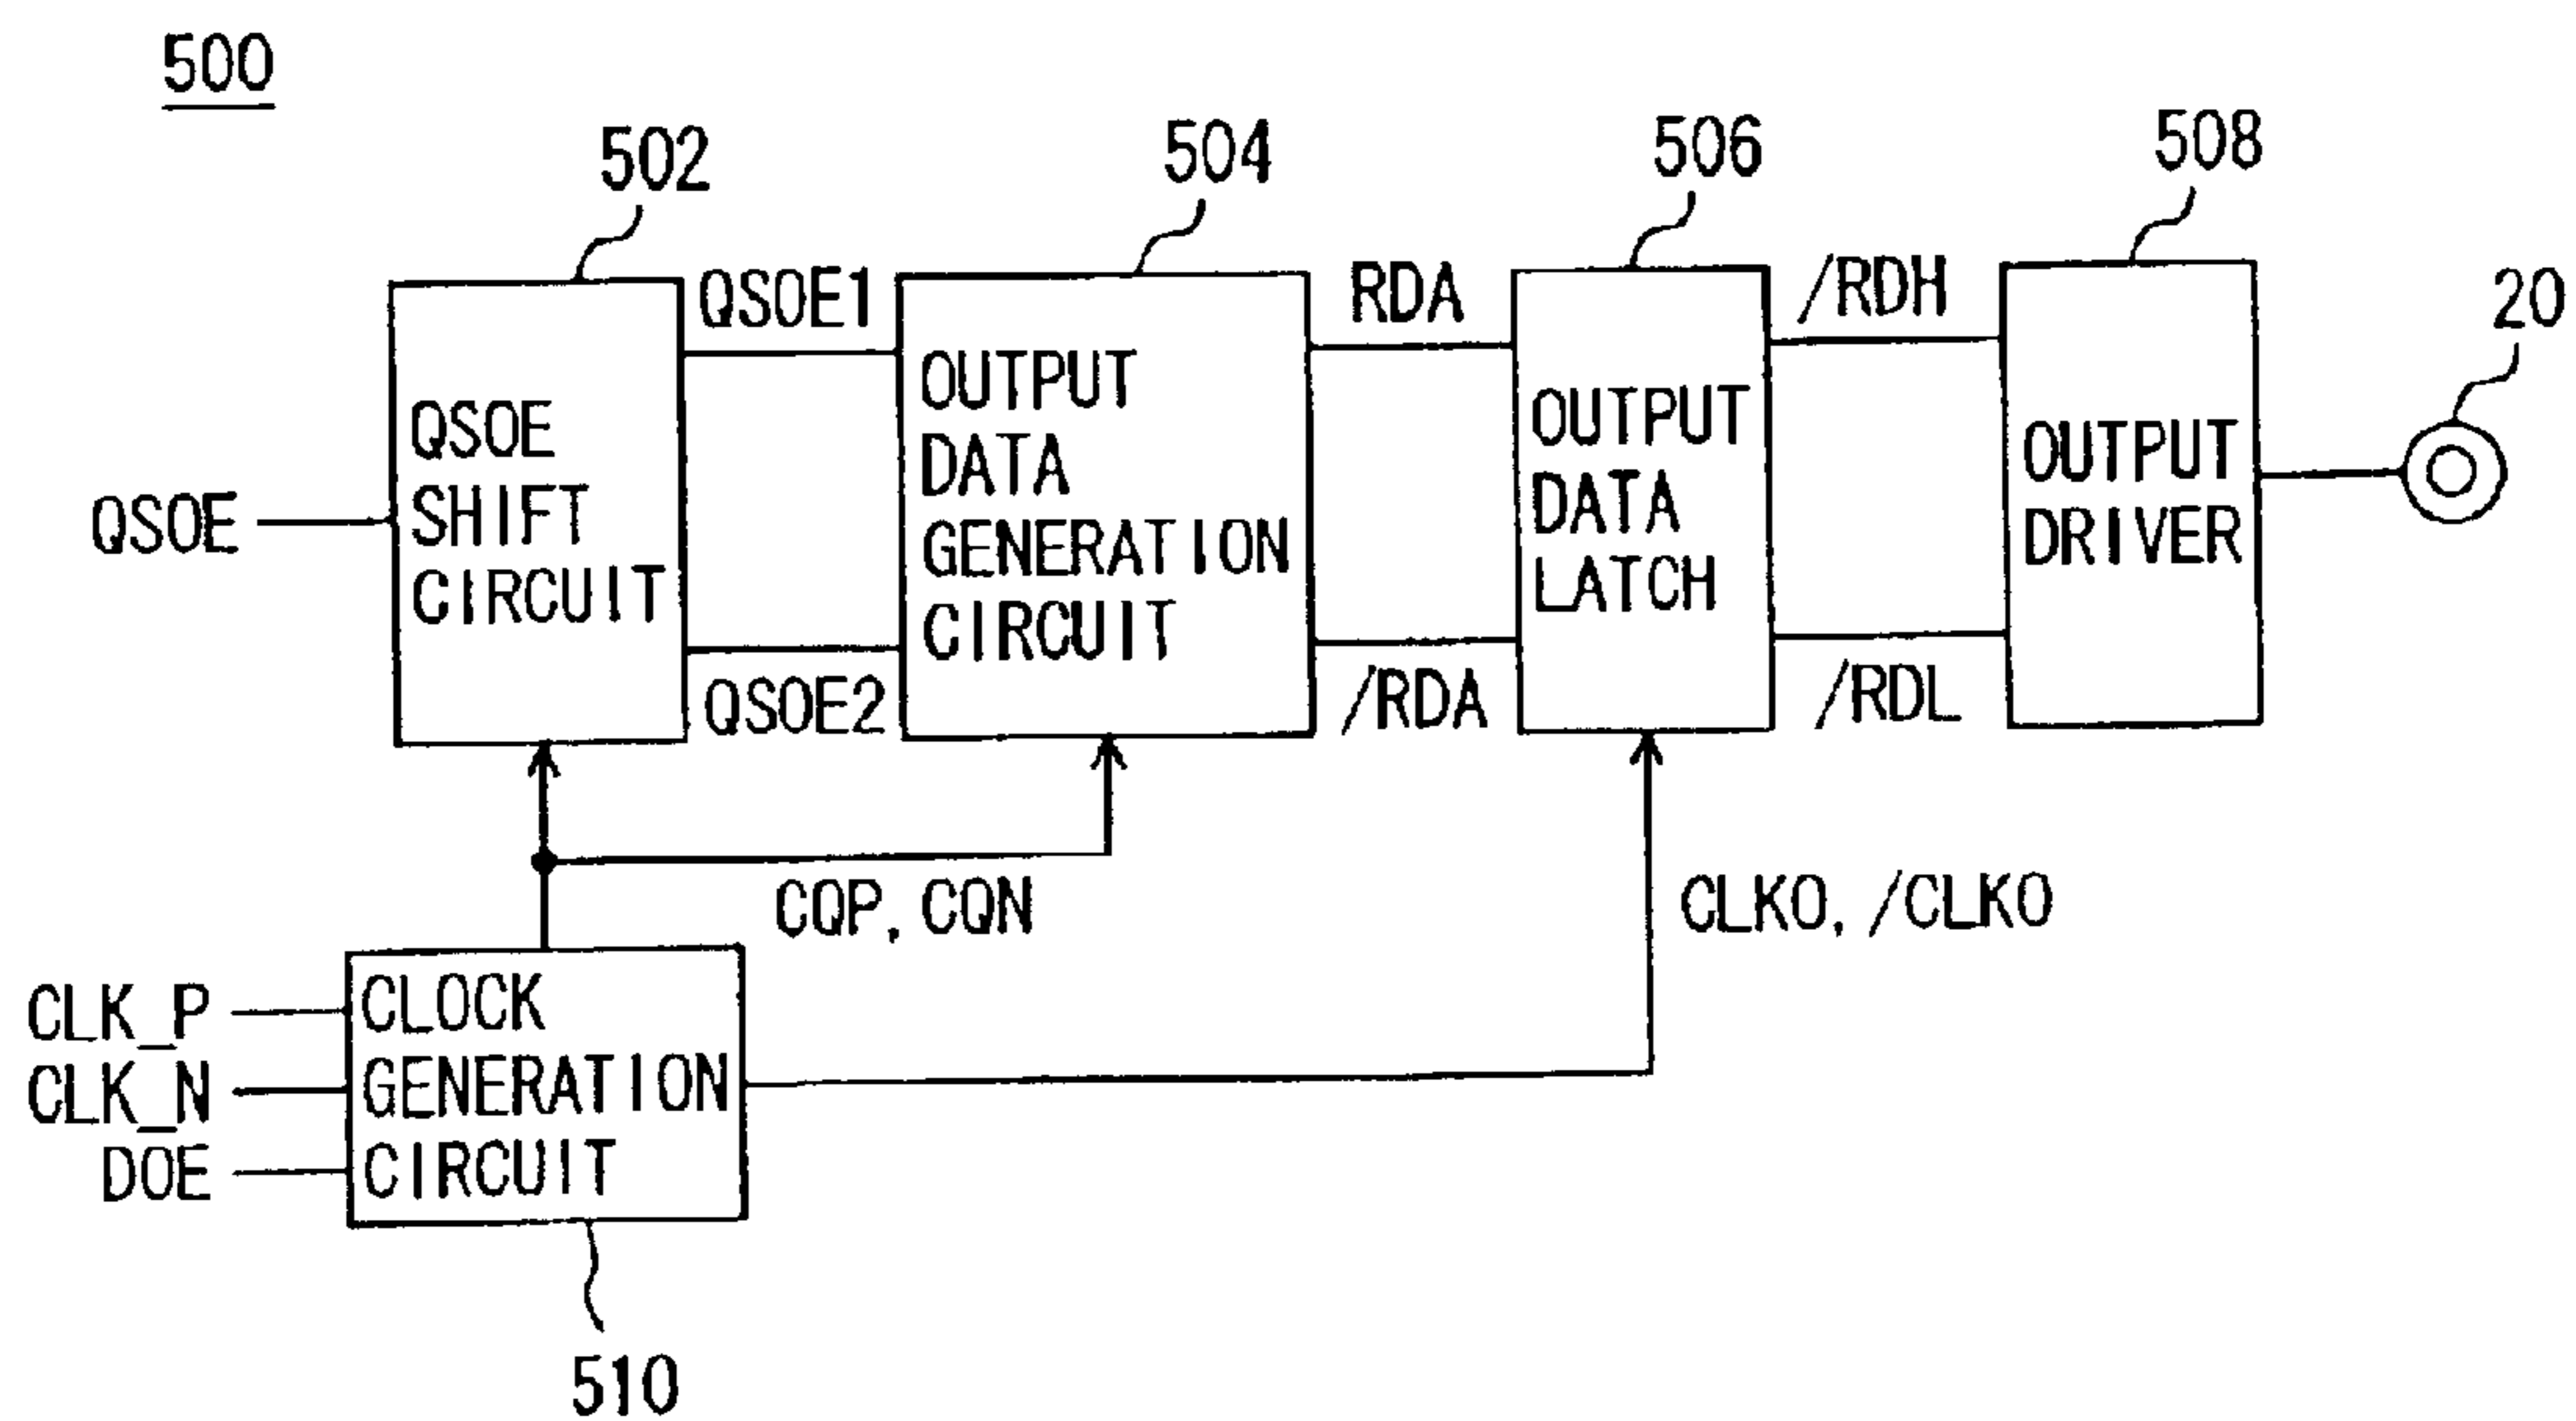 500
502
504
506
508
20
QSOE
QSOE
SHIFT
CIRCUIT
QSOE1
QSOE2
OUTPUT
DATA
GENERATION
CIRCUIT
RDA
/RDA
OUTPUT
DATA
LATCH
/RDH
/RDL
OUTPUT
DRIVER
CQP, CQN
CLKO, /CLKO
CLK_P
CLK_N
DOE
CLOCK
GENERATION
CIRCUIT
510